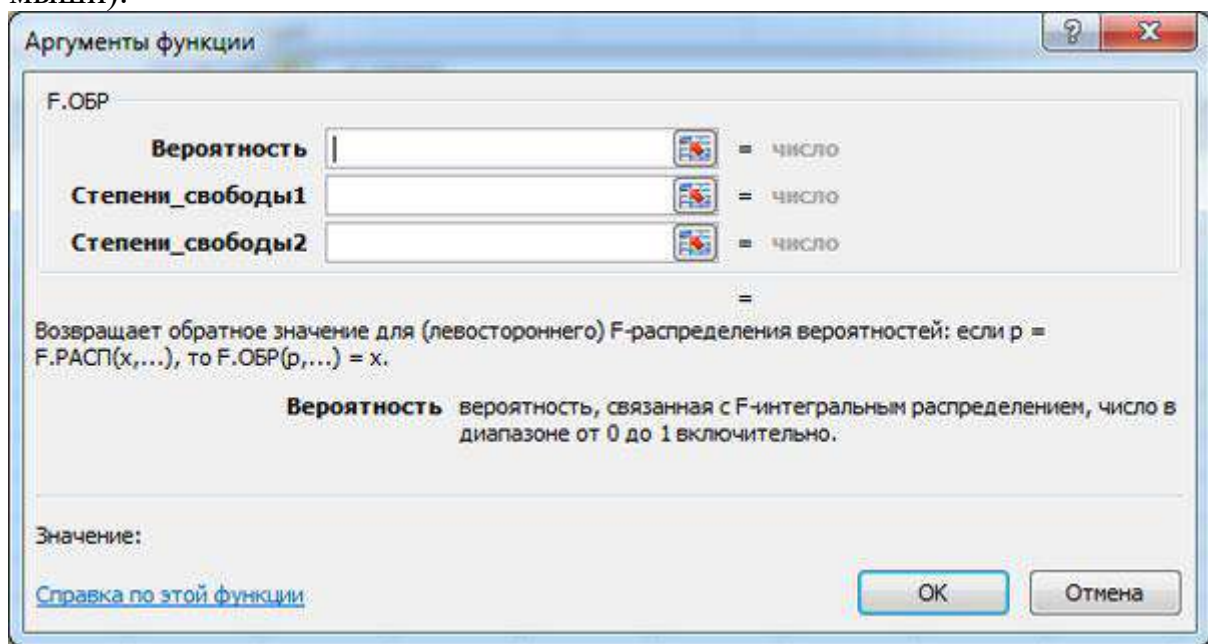 мыши).
Аргументы функции
F.ОБР
Вероятность = число
Степени_свободы1 = число
Степени_свободы2 = число
=
Возвращает обратное значение для (левостороннего) F-распределения вероятностей: если p =
F.РАСП(x,...), то F.ОБР(p,...) = x.
Вероятность вероятность, связанная с F-интегральным распределением, число в
диапазоне от 0 до 1 включительно.
Значение:
Справка по этой функции
OK Отмена